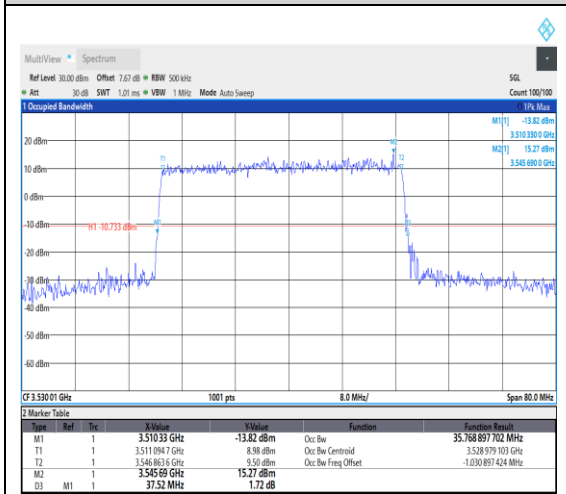 MultiView Spectrum
Ref Level 30.00 dBm Offset 7.67 dB RBW 500 kHz SGL
Att 30 dB SWT 1.01 ms VBW 1 MHz Mode Auto Sweep Count 100/100
1 Occupied Bandwidth 1Pk Max
M1[1] -13.82 dBm
3.510 330 0 GHz
M2[1] 15.27 dBm
3.545 690 0 GHz
20 dBm
M2
T1
T2
10 dBm
0 dBm
-10 dBm
H1 -10.733 dBm
M1
D3
-20 dBm
-30 dBm
-40 dBm
-50 dBm
-60 dBm
CF 3.530 01 GHz 1001 pts 8.0 MHz/ Span 80.0 MHz
2 Marker Table
Type Ref Trc X-Value Y-Value Function Function Result
M1 1 3.510 33 GHz -13.82 dBm Occ Bw 35.768 897 702 MHz
T1 1 3.511 094 7 GHz 8.98 dBm Occ Bw Centroid 3.528 979 103 GHz
T2 1 3.546 863 6 GHz 9.50 dBm Occ Bw Freq Offset -1.030 897 424 MHz
M2 1 3.545 69 GHz 15.27 dBm
D3 M1 1 37.52 MHz 1.72 dB